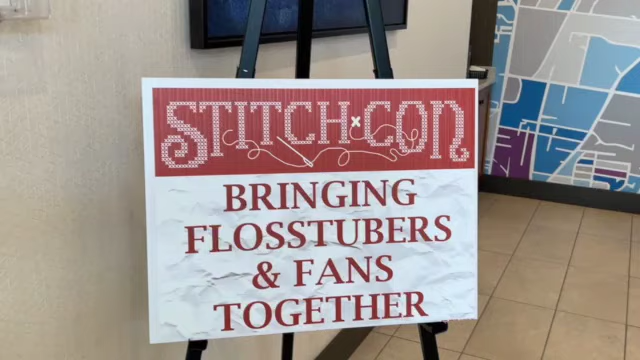 STITCH x CON
BRINGING
FLOSSTUBERS
& FANS
TOGETHER